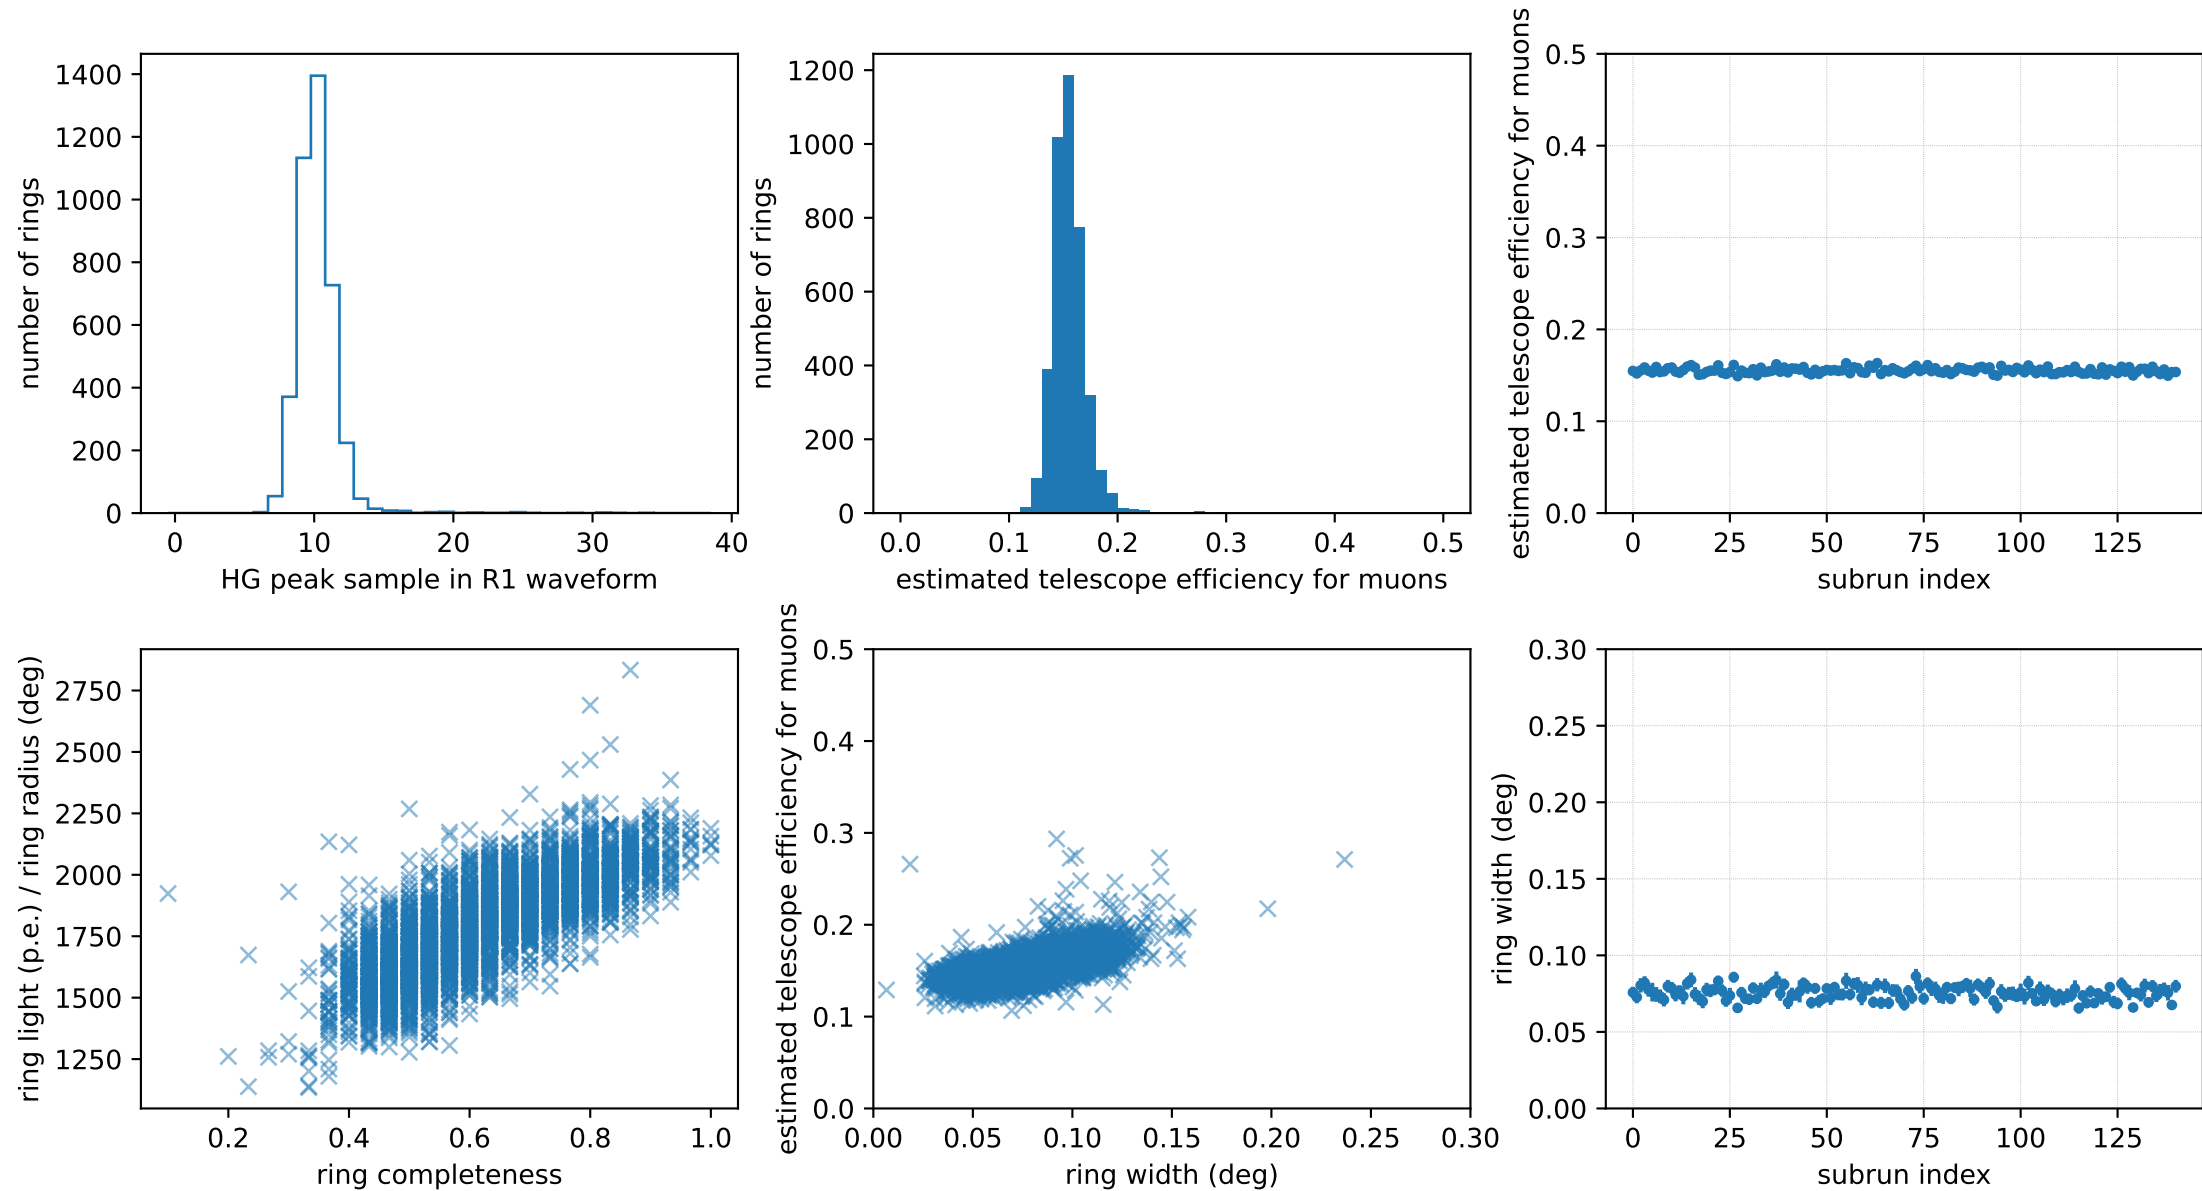 1400
1200
1000
800
600
400
200
0
number of rings
0 10 20 30 40
HG peak sample in R1 waveform
1200
1000
800
600
400
200
0
number of rings
0.0 0.1 0.2 0.3 0.4 0.5
estimated telescope efficiency for muons
0.5
0.4
0.3
0.2
0.1
0.0
estimated telescope efficiency for muons
0 25 50 75 100 125
subrun index
2750
2500
2250
2000
1750
1500
1250
ring light (p.e.) / ring radius (deg)
0.2 0.4 0.6 0.8 1.0
ring completeness
0.5
0.4
0.3
0.2
0.1
0.0
estimated telescope efficiency for muons
0.00 0.05 0.10 0.15 0.20 0.25 0.30
ring width (deg)
0.30
0.25
0.20
0.15
0.10
0.05
0.00
ring width (deg)
0 25 50 75 100 125
subrun index